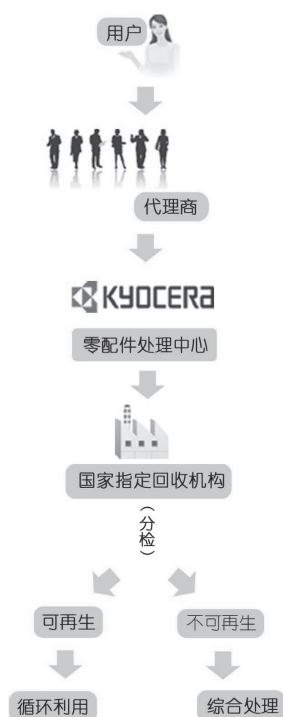 用户
代理商
KYOCERA
零配件处理中心
国家指定回收机构
（分检）
可再生
不可再生
循环利用
综合处理